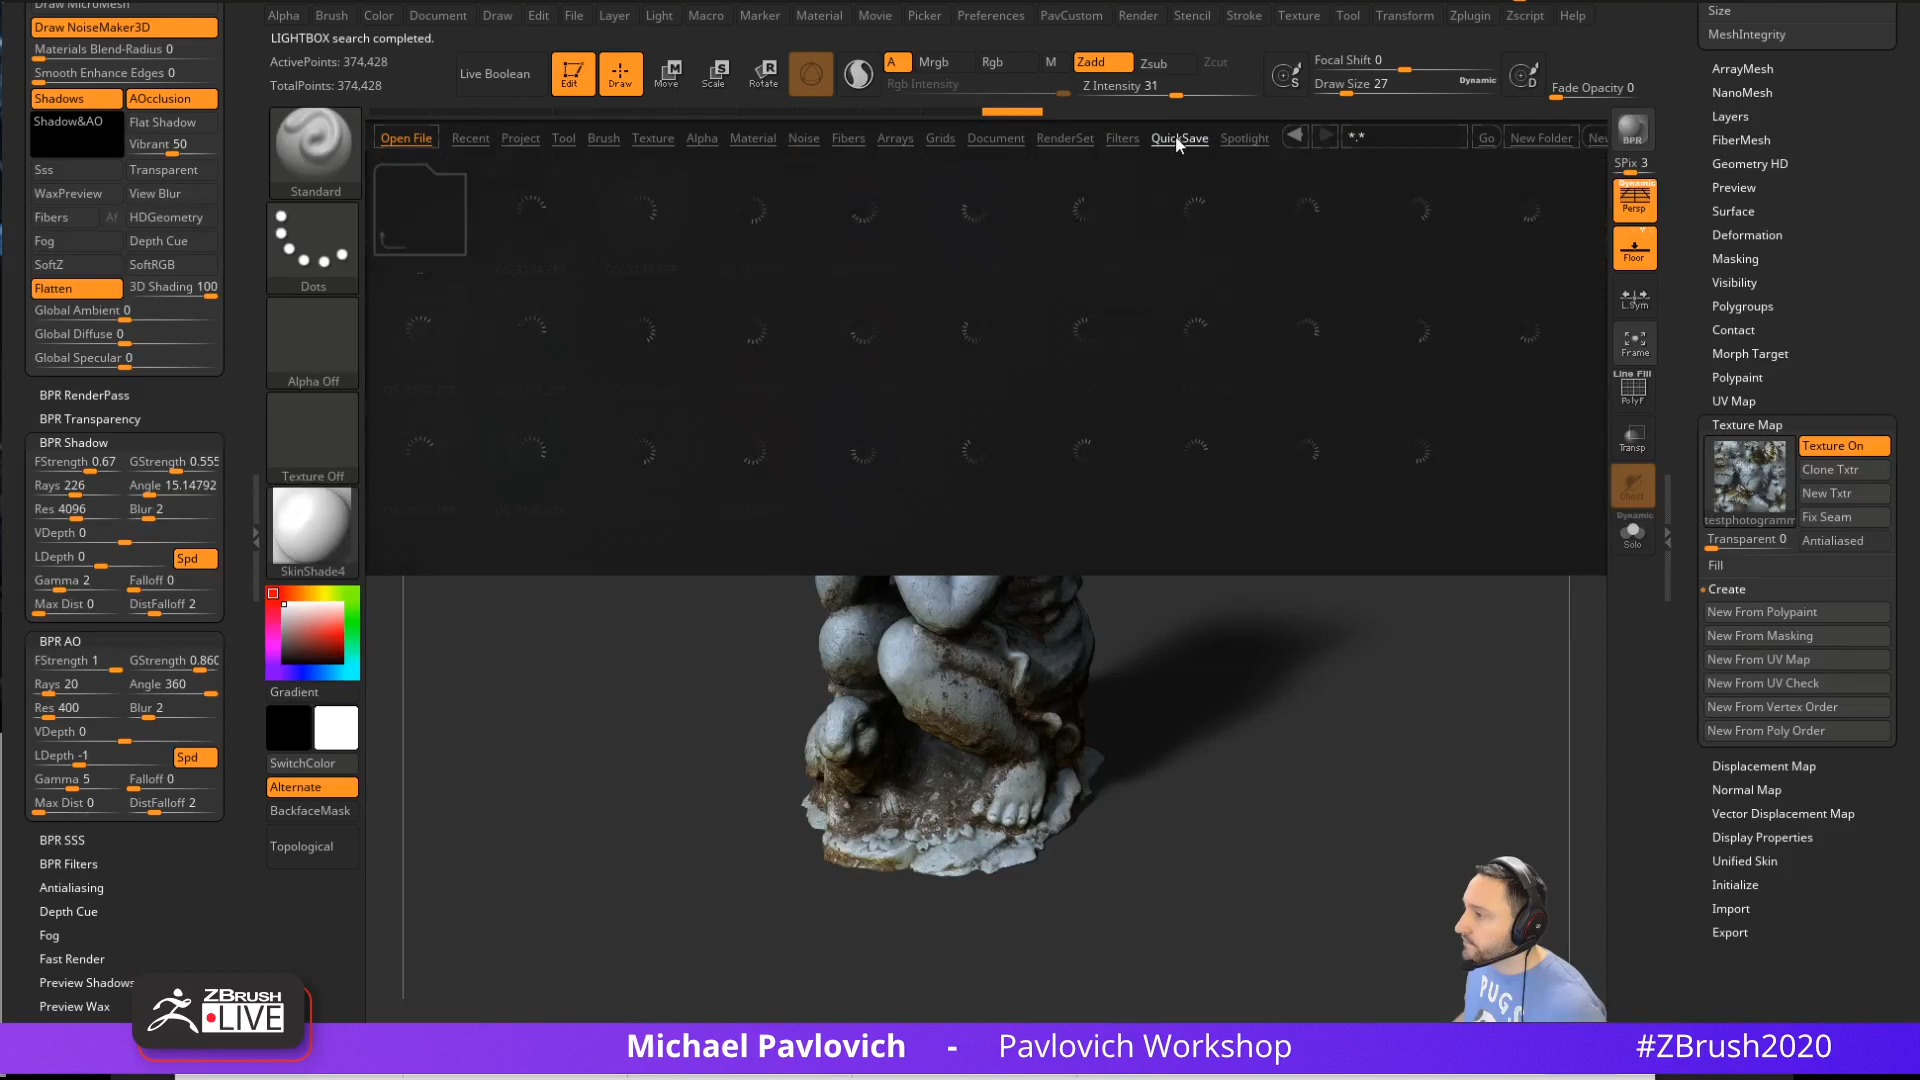 Draw MicroMesh
Draw NoiseMaker3D
Materials Blend-Radius 0
Smooth Enhance Edges 0
Shadows
AOcclusion
Shadow&AO
Flat Shadow
Vibrant 50
Sss
Transparent
WaxPreview
View Blur
Fibers
Af
HDGeometry
Fog
Depth Cue
SoftZ
SoftRGB
Flatten
3D Shading 100
Global Ambient 0
Global Diffuse 0
Global Specular 0
BPR RenderPass
BPR Transparency
BPR Shadow
FStrength 0.67
GStrength 0.555
Rays 226
Angle 15.14792
Res 4096
Blur 2
VDepth 0
LDepth 0
Spd
Gamma 2
Falloff 0
Max Dist 0
DistFalloff 2
BPR AO
FStrength 1
GStrength 0.860
Rays 20
Angle 360
Res 400
Blur 2
VDepth 0
LDepth -1
Spd
Gamma 5
Falloff 0
Max Dist 0
DistFalloff 2
BPR SSS
BPR Filters
Antialiasing
Depth Cue
Fog
Fast Render
Preview Shadows
Preview Wax
Alpha Brush Color Document Draw Edit File Layer Light Macro Marker Material Movie Picker Preferences PavCustom Render Stencil Stroke Texture Tool Transform Zplugin Zscript Help
LIGHTBOX search completed.
ActivePoints: 374,428
TotalPoints: 374,428
Live Boolean
Edit
Draw
Move
Scale
Rotate
A
Mrgb
Rgb
M
Zadd
Zsub
Zcut
Rgb Intensity
Z Intensity 31
S
Focal Shift 0
Draw Size 27
Dynamic
D
Fade Opacity 0
Open File Recent Project Tool Brush Texture Alpha Material Noise Fibers Arrays Grids Document RenderSet Filters QuickSave Spotlight
*.*
Go
New Folder
New
Standard
Dots
Alpha Off
Texture Off
SkinShade4
Gradient
SwitchColor
Alternate
BackfaceMask
Topological
BPR
SPix 3
Dynamic
Persp
Floor
L.Sym
Frame
Line Fill
PolyF
Transp
Ghost
Dynamic
Solo
Size
MeshIntegrity
ArrayMesh
NanoMesh
Layers
FiberMesh
Geometry HD
Preview
Surface
Deformation
Masking
Visibility
Polygroups
Contact
Morph Target
Polypaint
UV Map
Texture Map
Texture On
Clone Txtr
New Txtr
testphotogramm
Fix Seam
Transparent 0
Antialiased
Fill
Create
New From Polypaint
New From Masking
New From UV Map
New From UV Check
New From Vertex Order
New From Poly Order
Displacement Map
Normal Map
Vector Displacement Map
Display Properties
Unified Skin
Initialize
Import
Export
PUG
ZBRUSH
LIVE
Michael Pavlovich - Pavlovich Workshop
#ZBrush2020